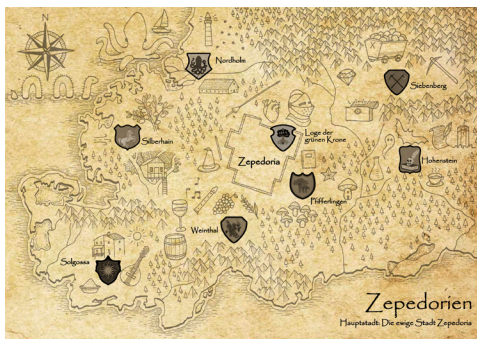 N
Nordholm
Siebenberg
Silberhain
Loge der
grünen Krone
Zepedoria
Hohenstein
Pfifferlingen
Weinthal
Solgossa
Zepedorien
Hauptstadt: Die ewige Stadt Zepedoria